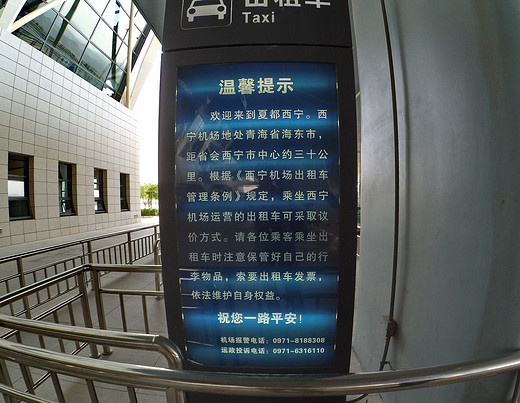 出租车
Taxi
温馨提示
欢迎来到夏都西宁。西
宁机场地处青海省海东市，
距省会西宁市中心约三十公
里。根据《西宁机场出租车
管理条例》规定，乘坐西宁
机场运营的出租车可采取议
价方式。请各位乘客乘坐出
租车时注意保管好自己的行
李物品，索要出租车发票，
依法维护自身权益。
祝您一路平安！
机场报警电话：0971-8188308
运政投诉电话：0971-6316110